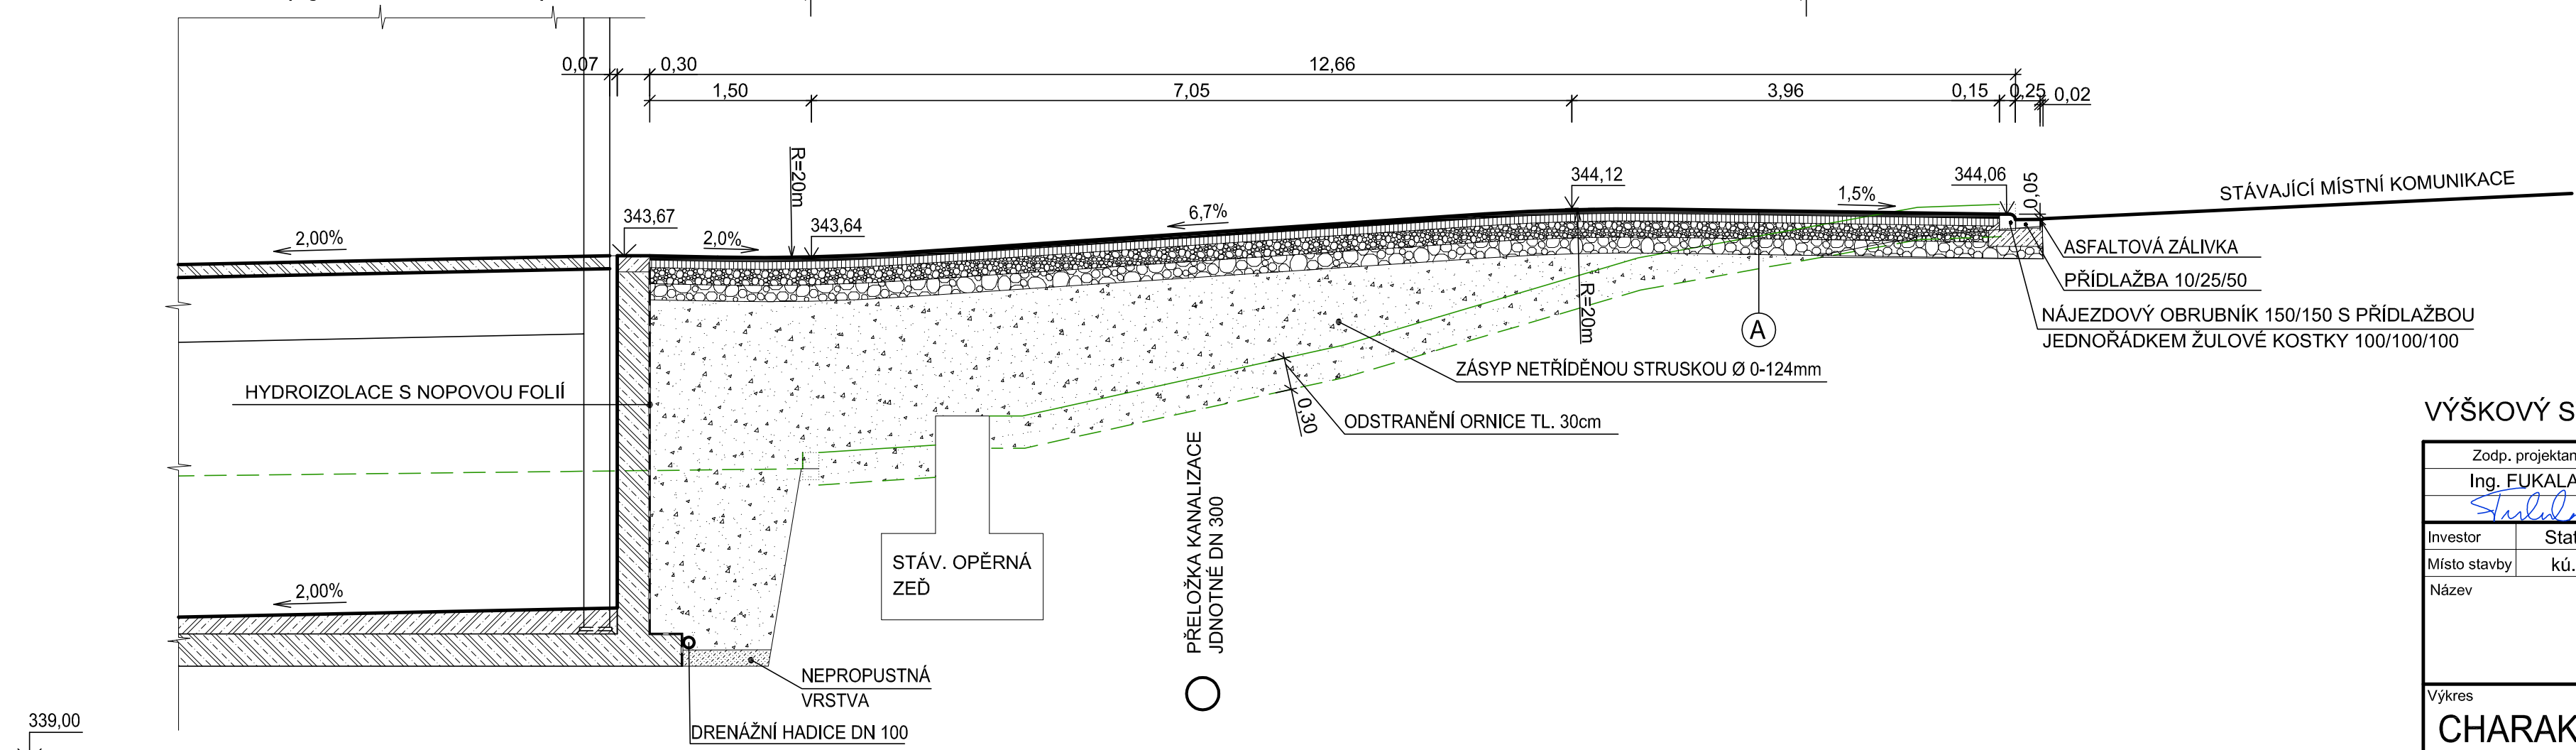 0,07
0,30
12,66
1,50
7,05
3,96
0,15
0,25
0,02
R=20m
344,12
344,06
0,05
1,5%
STÁVAJÍCÍ MÍSTNÍ KOMUNIKACE
343,67
343,64
6,7%
2,00%
2,0%
ASFALTOVÁ ZÁLIVKA
PŘÍDLAŽBA 10/25/50
NÁJEZDOVÝ OBRUBNÍK 150/150 S PŘÍDLAŽBOU
JEDNOŘÁDKEM ŽULOVÉ KOSTKY 100/100/100
R=20m
A
ZÁSYP NETŘÍDĚNOU STRUSKOU Ø 0-124mm
HYDROIZOLACE S NOPOVOU FOLIÍ
0,30
ODSTRANĚNÍ ORNICE TL. 30cm
VÝŠKOVÝ S
Zodp. projektan
Ing. FUKALA
PŘELOŽKA KANALIZACE
JDNOTNÉ DN 300
STÁV. OPĚRNÁ
ZEĎ
Investor
Stat
Místo stavby
kú.
Název
2,00%
NEPROPUSTNÁ
VRSTVA
DRENÁŽNÍ HADICE DN 100
339,00
Výkres
CHARAK